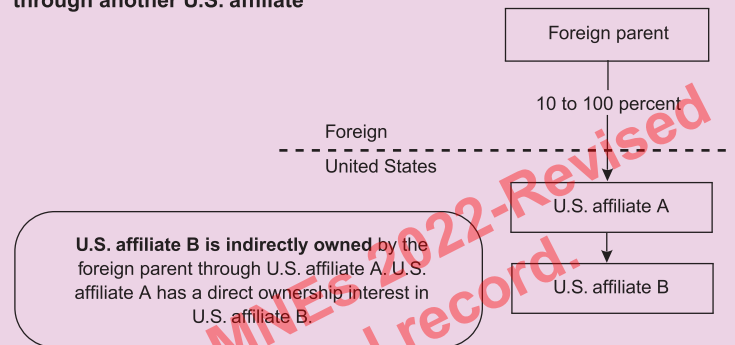 through another U.S. affiliate
Foreign parent
10 to 100 percent
Foreign
United States
U.S. affiliate A
U.S. affiliate B is indirectly owned by the
foreign parent through U.S. affiliate A. U.S.
affiliate A has a direct ownership interest in
U.S. affiliate B.
U.S. affiliate B
MNEs 2022-Revised
record.